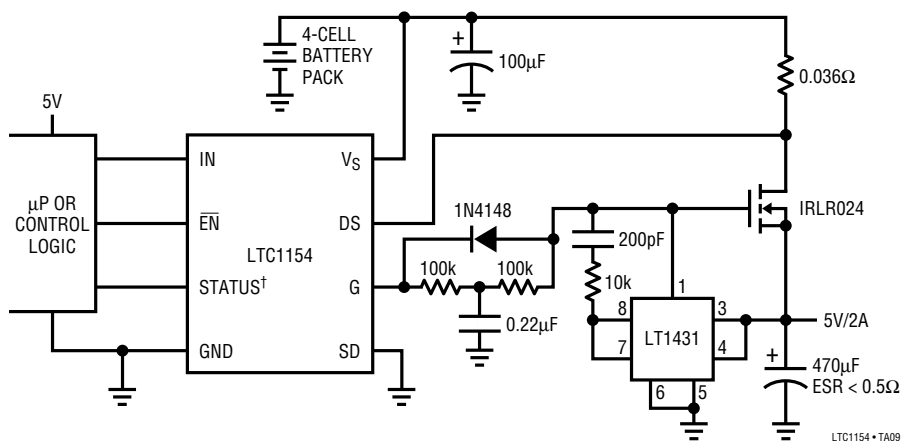 4-CELL
BATTERY
PACK
+
100µF
0.036Ω
5V
µP OR
CONTROL
LOGIC
IN
E̅N̅
STATUS†
GND
LTC1154
VS
DS
G
SD
1N4148
100k
100k
0.22µF
200pF
10k
IRLR024
1
8
7
LT1431
3
4
6
5
5V/2A
+
470µF
ESR < 0.5Ω
LTC1154 • TA09